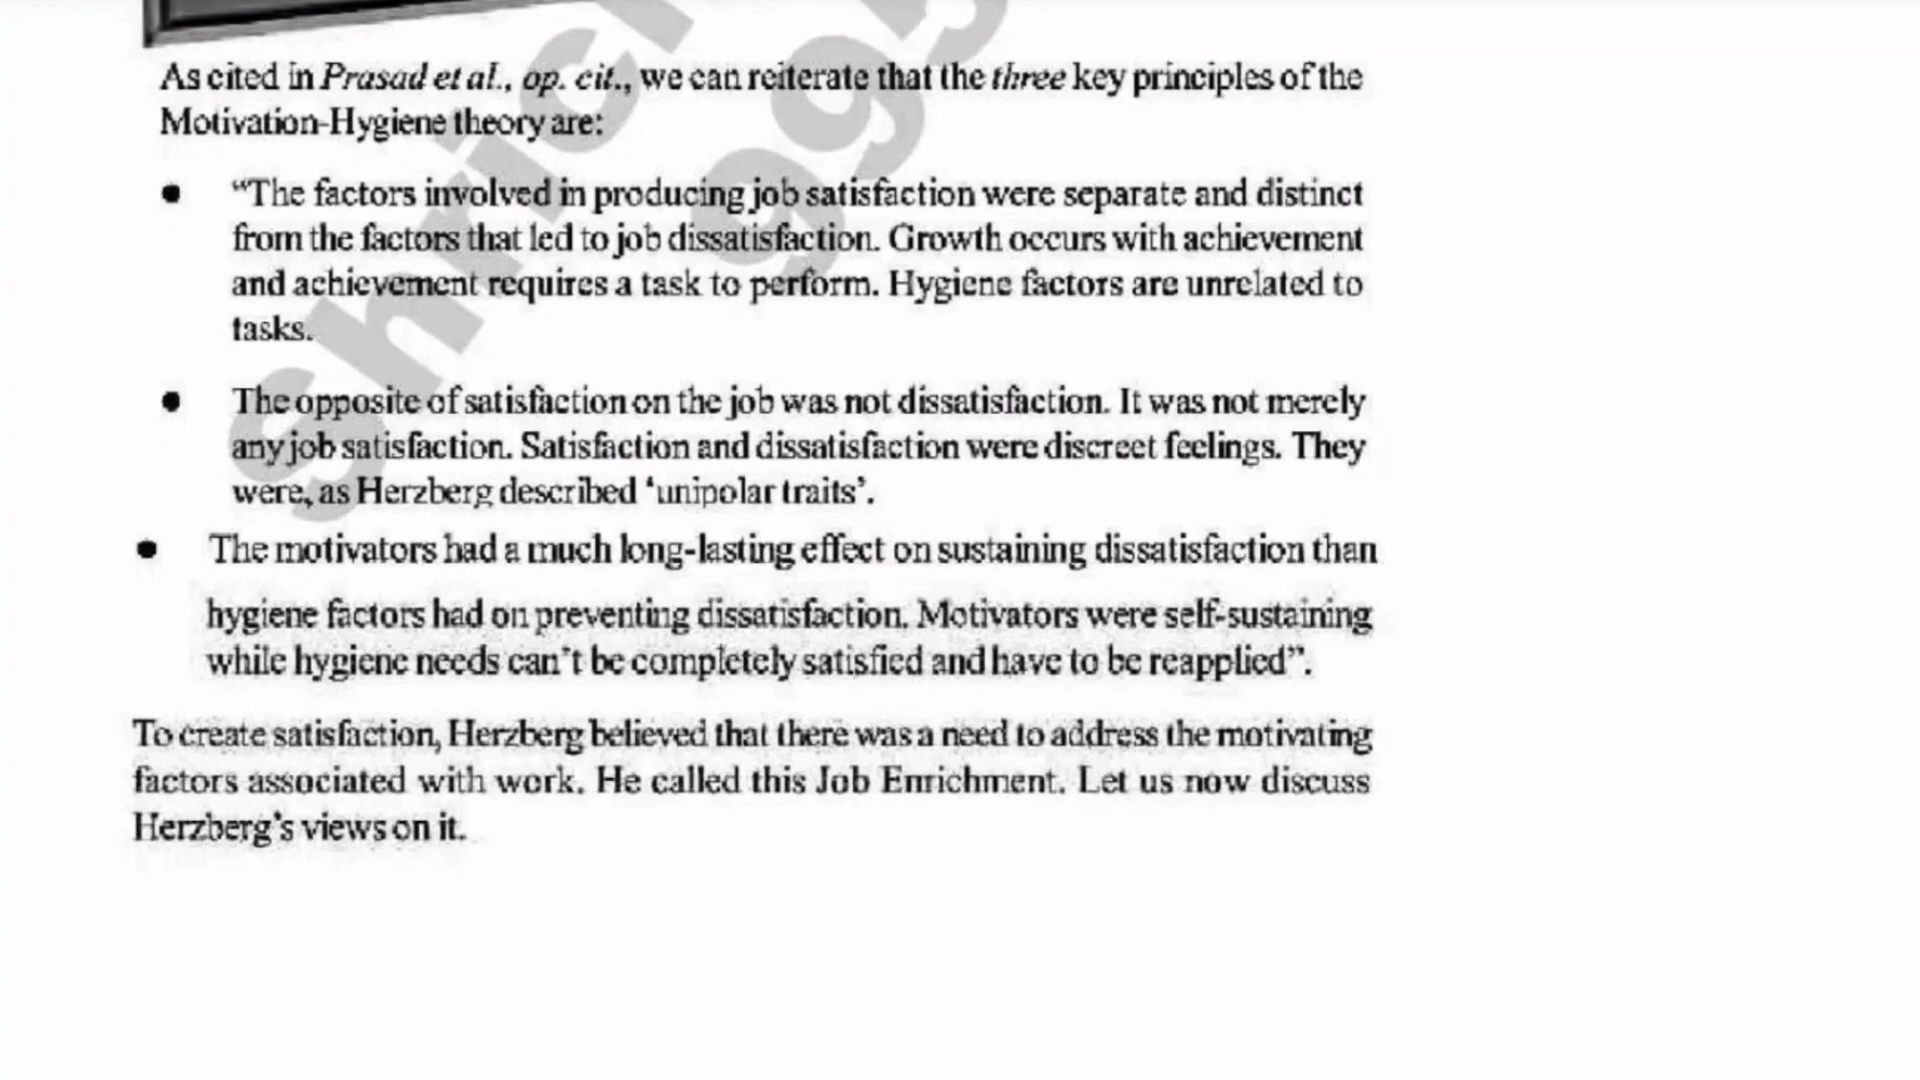 As cited in Prasad et al., op. cit., we can reiterate that the three key principles of the
Motivation-Hygiene theory are:
● “The factors involved in producing job satisfaction were separate and distinct
from the factors that led to job dissatisfaction. Growth occurs with achievement
and achievement requires a task to perform. Hygiene factors are unrelated to
tasks.
● The opposite of satisfaction on the job was not dissatisfaction. It was not merely
any job satisfaction. Satisfaction and dissatisfaction were discreet feelings. They
were, as Herzberg described ‘unipolar traits’.
● The motivators had a much long-lasting effect on sustaining dissatisfaction than
hygiene factors had on preventing dissatisfaction. Motivators were self-sustaining
while hygiene needs can’t be completely satisfied and have to be reapplied”.
To create satisfaction, Herzberg believed that there was a need to address the motivating
factors associated with work. He called this Job Enrichment. Let us now discuss
Herzberg’s views on it.